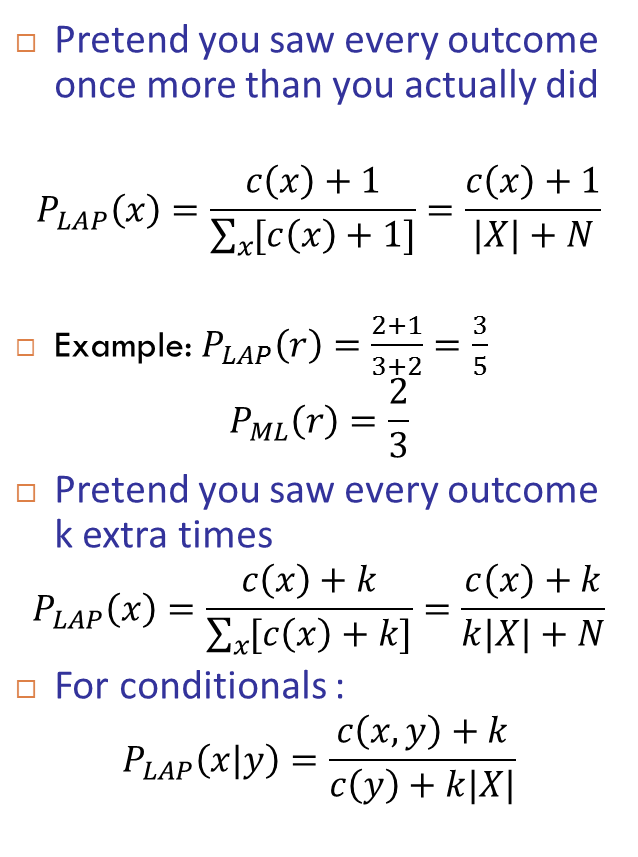 □ Pretend you saw every outcome
once more than you actually did
P_{LAP}(x) = \frac{c(x) + 1}{\sum_x [c(x) + 1]} = \frac{c(x) + 1}{|X| + N}
□ Example: P_{LAP}(r) = \frac{2+1}{3+2} = \frac{3}{5}
P_{ML}(r) = \frac{2}{3}
□ Pretend you saw every outcome
k extra times
P_{LAP}(x) = \frac{c(x) + k}{\sum_x [c(x) + k]} = \frac{c(x) + k}{k|X| + N}
□ For conditionals :
P_{LAP}(x|y) = \frac{c(x, y) + k}{c(y) + k|X|}